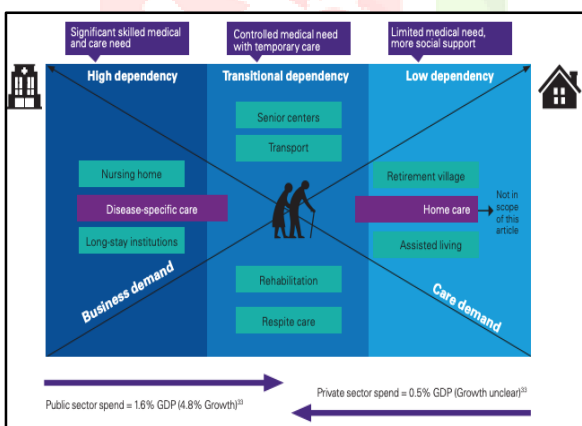 Significant skilled medical
and care need
Controlled medical need
with temporary care
Limited medical need,
more social support
High dependency
Transitional dependency
Low dependency
Senior centers
Transport
Nursing home
Retirement village
Disease-specific care
Home care
Not in
scope of
this
article
Long-stay institutions
Assisted living
Business demand
Rehabilitation
Care demand
Respite care
Public sector spend = 1.6% GDP (4.8% Growth)³³
Private sector spend = 0.5% GDP (Growth unclear)³³